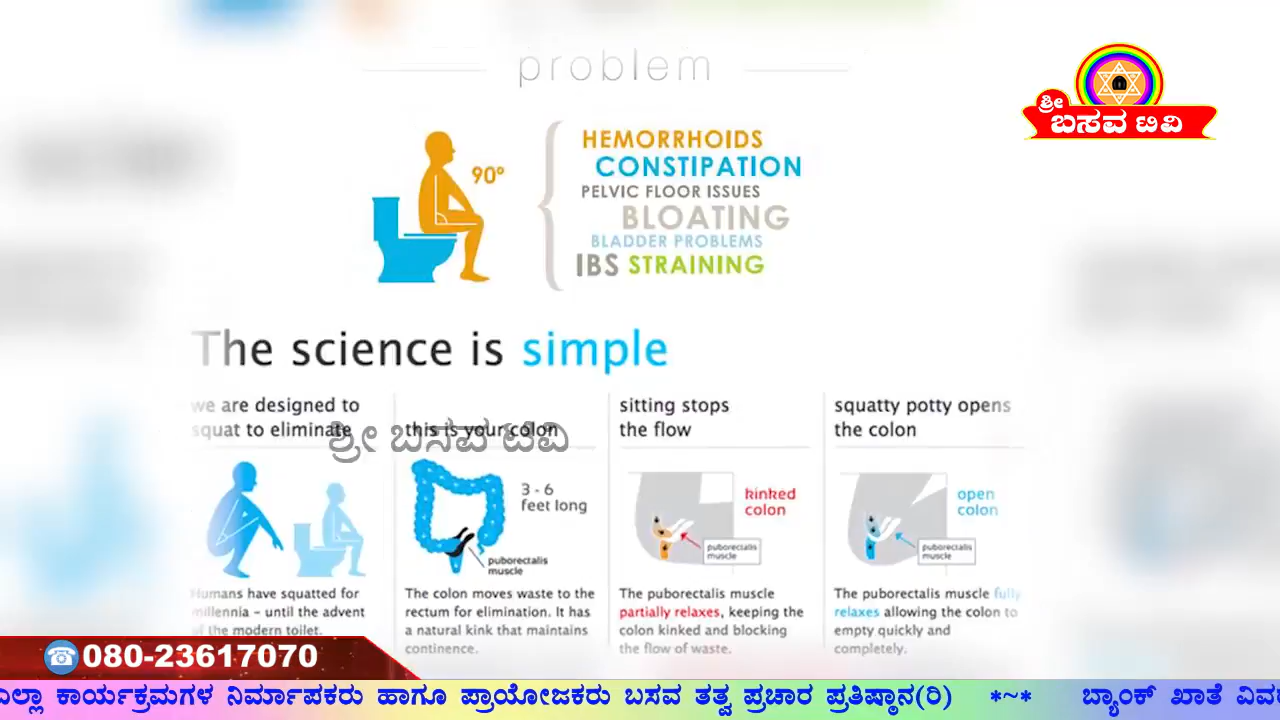 problem
ಶ್ರೀ
ಬಸವ ಟಿವಿ
90°
HEMORRHOIDS
CONSTIPATION
PELVIC FLOOR ISSUES
BLOATING
BLADDER PROBLEMS
IBS STRAINING
The science is simple
we are designed to
squat to eliminate
this is your colon
sitting stops
the flow
squatty potty opens
the colon
ಶ್ರೀ ಬಸವ ಟಿವಿ
3 - 6
feet long
puborectalis
muscle
kinked
colon
puborectalis
muscle
open
colon
puborectalis
muscle
Humans have squatted for
millennia – until the advent
of the modern toilet.
The colon moves waste to the
rectum for elimination. It has
a natural kink that maintains
continence.
The puborectalis muscle
partially relaxes, keeping the
colon kinked and blocking
the flow of waste.
The puborectalis muscle fully
relaxes allowing the colon to
empty quickly and
completely.
080-23617070
ಎಲ್ಲಾ ಕಾರ್ಯಕ್ರಮಗಳ ನಿರ್ಮಾಪಕರು ಹಾಗೂ ಪ್ರಾಯೋಜಕರು ಬಸವ ತತ್ವ ಪ್ರಚಾರ ಪ್ರತಿಷ್ಠಾನ(ರಿ) *~* ಬ್ಯಾಂಕ್ ಖಾತೆ